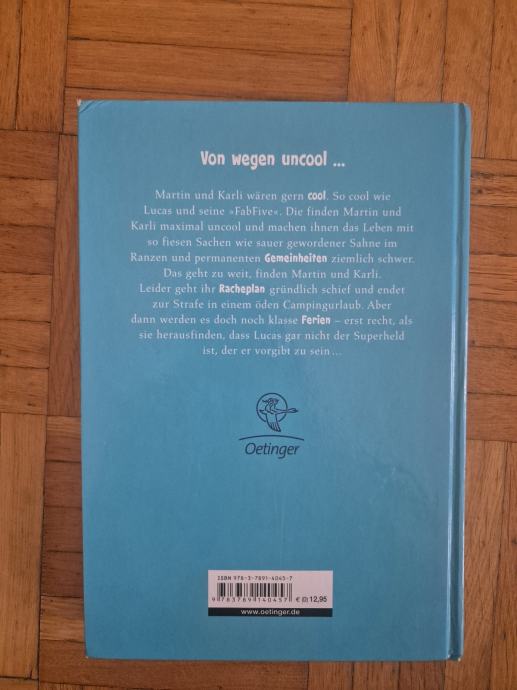 Von wegen uncool ...
Martin und Karli wären gern cool. So cool wie
Lucas und seine »FabFive«. Die finden Martin und
Karli maximal uncool und machen ihnen das Leben mit
so fiesen Sachen wie sauer gewordener Sahne im
Ranzen und permanenten Gemeinheiten ziemlich schwer.
Das geht zu weit, finden Martin und Karli.
Leider geht ihr Racheplan gründlich schief und endet
zur Strafe in einem öden Campingurlaub. Aber
dann werden es doch noch klasse Ferien – erst recht, als
sie herausfinden, dass Lucas gar nicht der Superheld
ist, der er vorgibt zu sein ...
Oetinger
ISBN 978-3-7891-4045-7
9 783789 140457 € (D) 12,95
www.oetinger.de